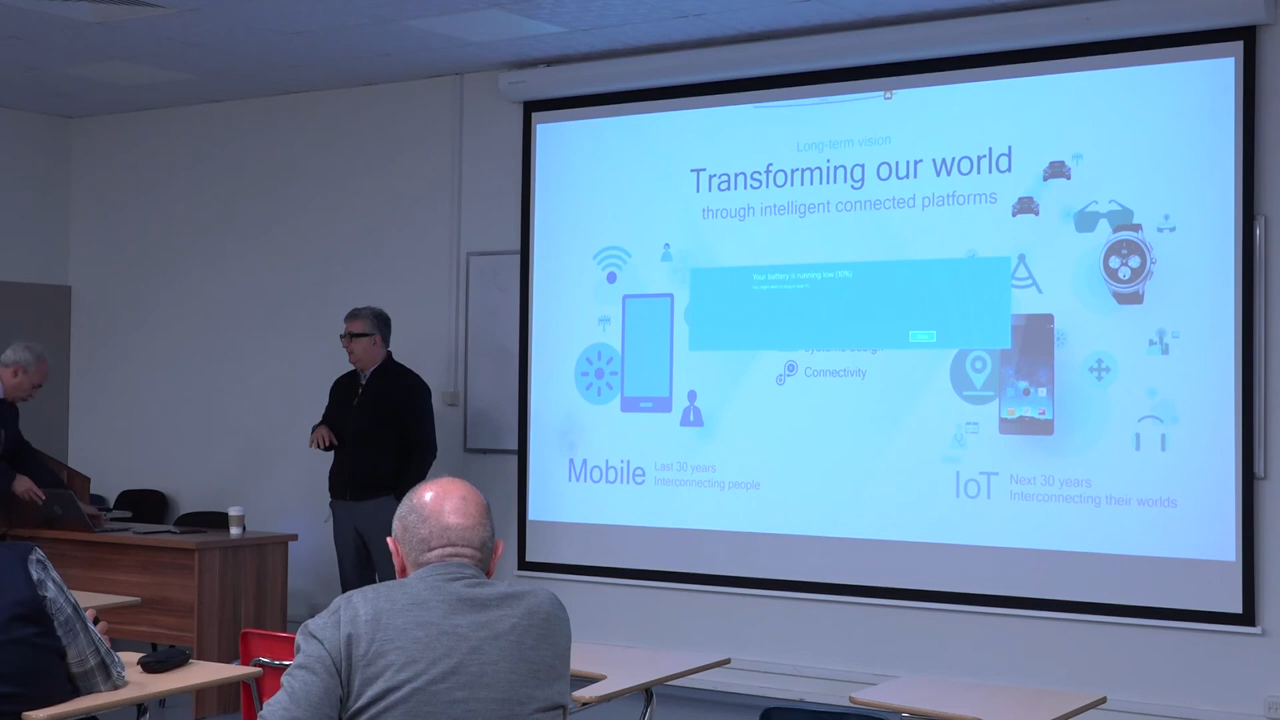 Long-term vision
Transforming our world
through intelligent connected platforms
Your battery is running low (10%)
Connectivity
Mobile
Last 30 years
Interconnecting people
IoT
Next 30 years
Interconnecting their worlds